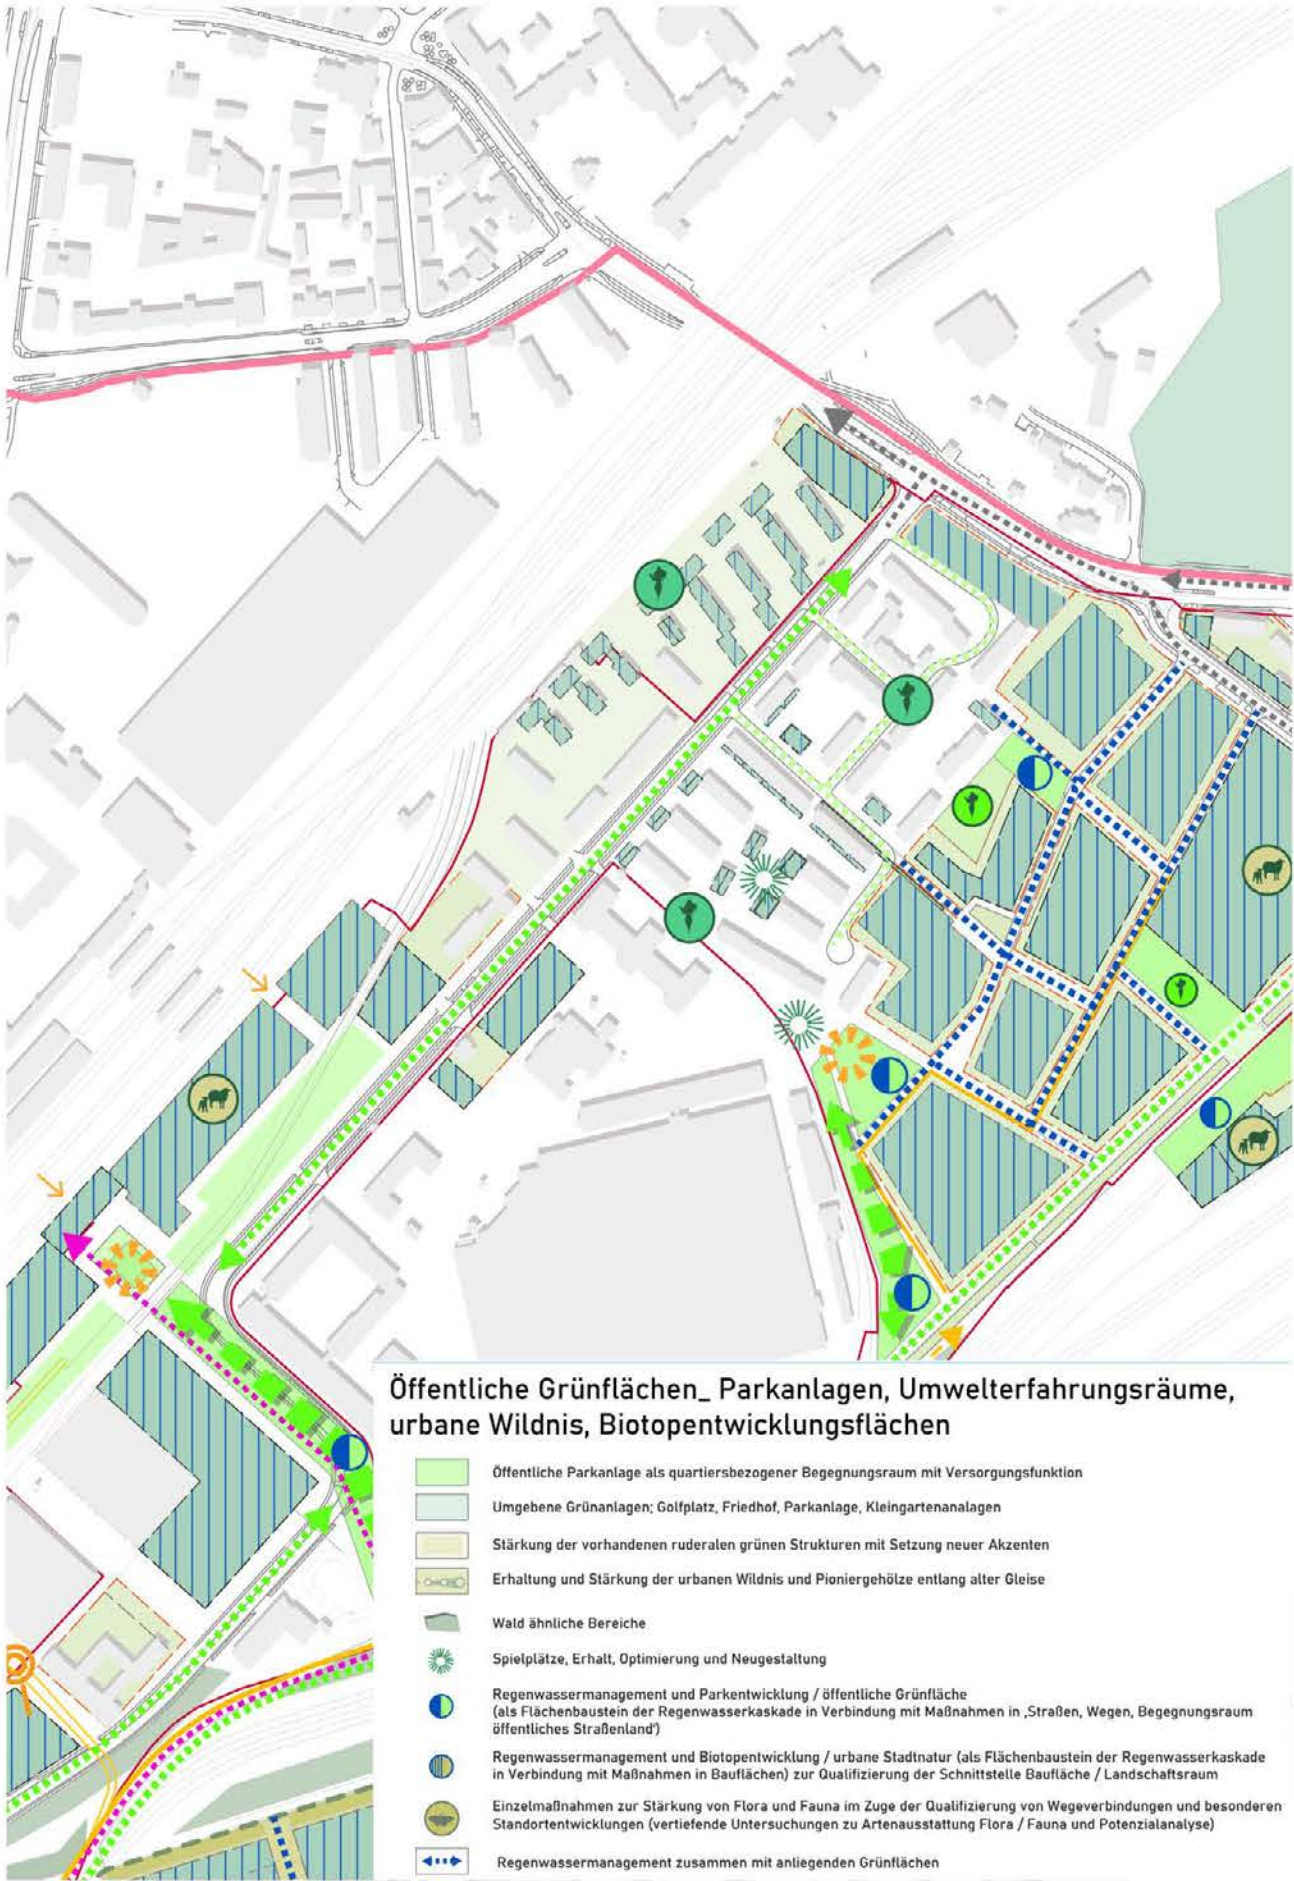 Öffentliche Grünflächen_ Parkanlagen, Umwelterfahrungsräume,
urbane Wildnis, Biotopentwicklungsflächen
Öffentliche Parkanlage als quartiersbezogener Begegnungsraum mit Versorgungsfunktion
Umgebene Grünanlagen; Golfplatz, Friedhof, Parkanlage, Kleingartenanalagen
Stärkung der vorhandenen ruderalen grünen Strukturen mit Setzung neuer Akzenten
Erhaltung und Stärkung der urbanen Wildnis und Pioniergehölze entlang alter Gleise
Wald ähnliche Bereiche
Spielplätze, Erhalt, Optimierung und Neugestaltung
Regenwassermanagement und Parkentwicklung / öffentliche Grünfläche
(als Flächenbaustein der Regenwasserkaskade in Verbindung mit Maßnahmen in ‚Straßen, Wegen, Begegnungsraum
öffentliches Straßenland')
Regenwassermanagement und Biotopentwicklung / urbane Stadtnatur (als Flächenbaustein der Regenwasserkaskade
in Verbindung mit Maßnahmen in Bauflächen) zur Qualifizierung der Schnittstelle Baufläche / Landschaftsraum
Einzelmaßnahmen zur Stärkung von Flora und Fauna im Zuge der Qualifizierung von Wegeverbindungen und besonderen
Standortentwicklungen (vertiefende Untersuchungen zu Artenausstattung Flora / Fauna und Potenzialanalyse)
Regenwassermanagement zusammen mit anliegenden Grünflächen